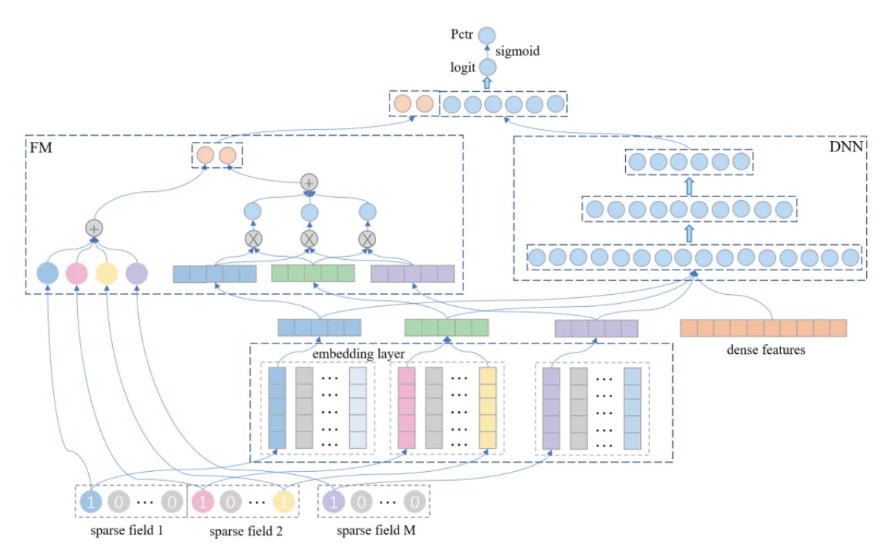 Pctr
sigmoid
logit
FM
DNN
+
+
X X X
dense features
embedding layer
... ... ...
... ... ...
... ... ...
... ... ...
1 0 ... 0 1 0 ... 1 1 0 ... 0
sparse field 1 sparse field 2 sparse field M